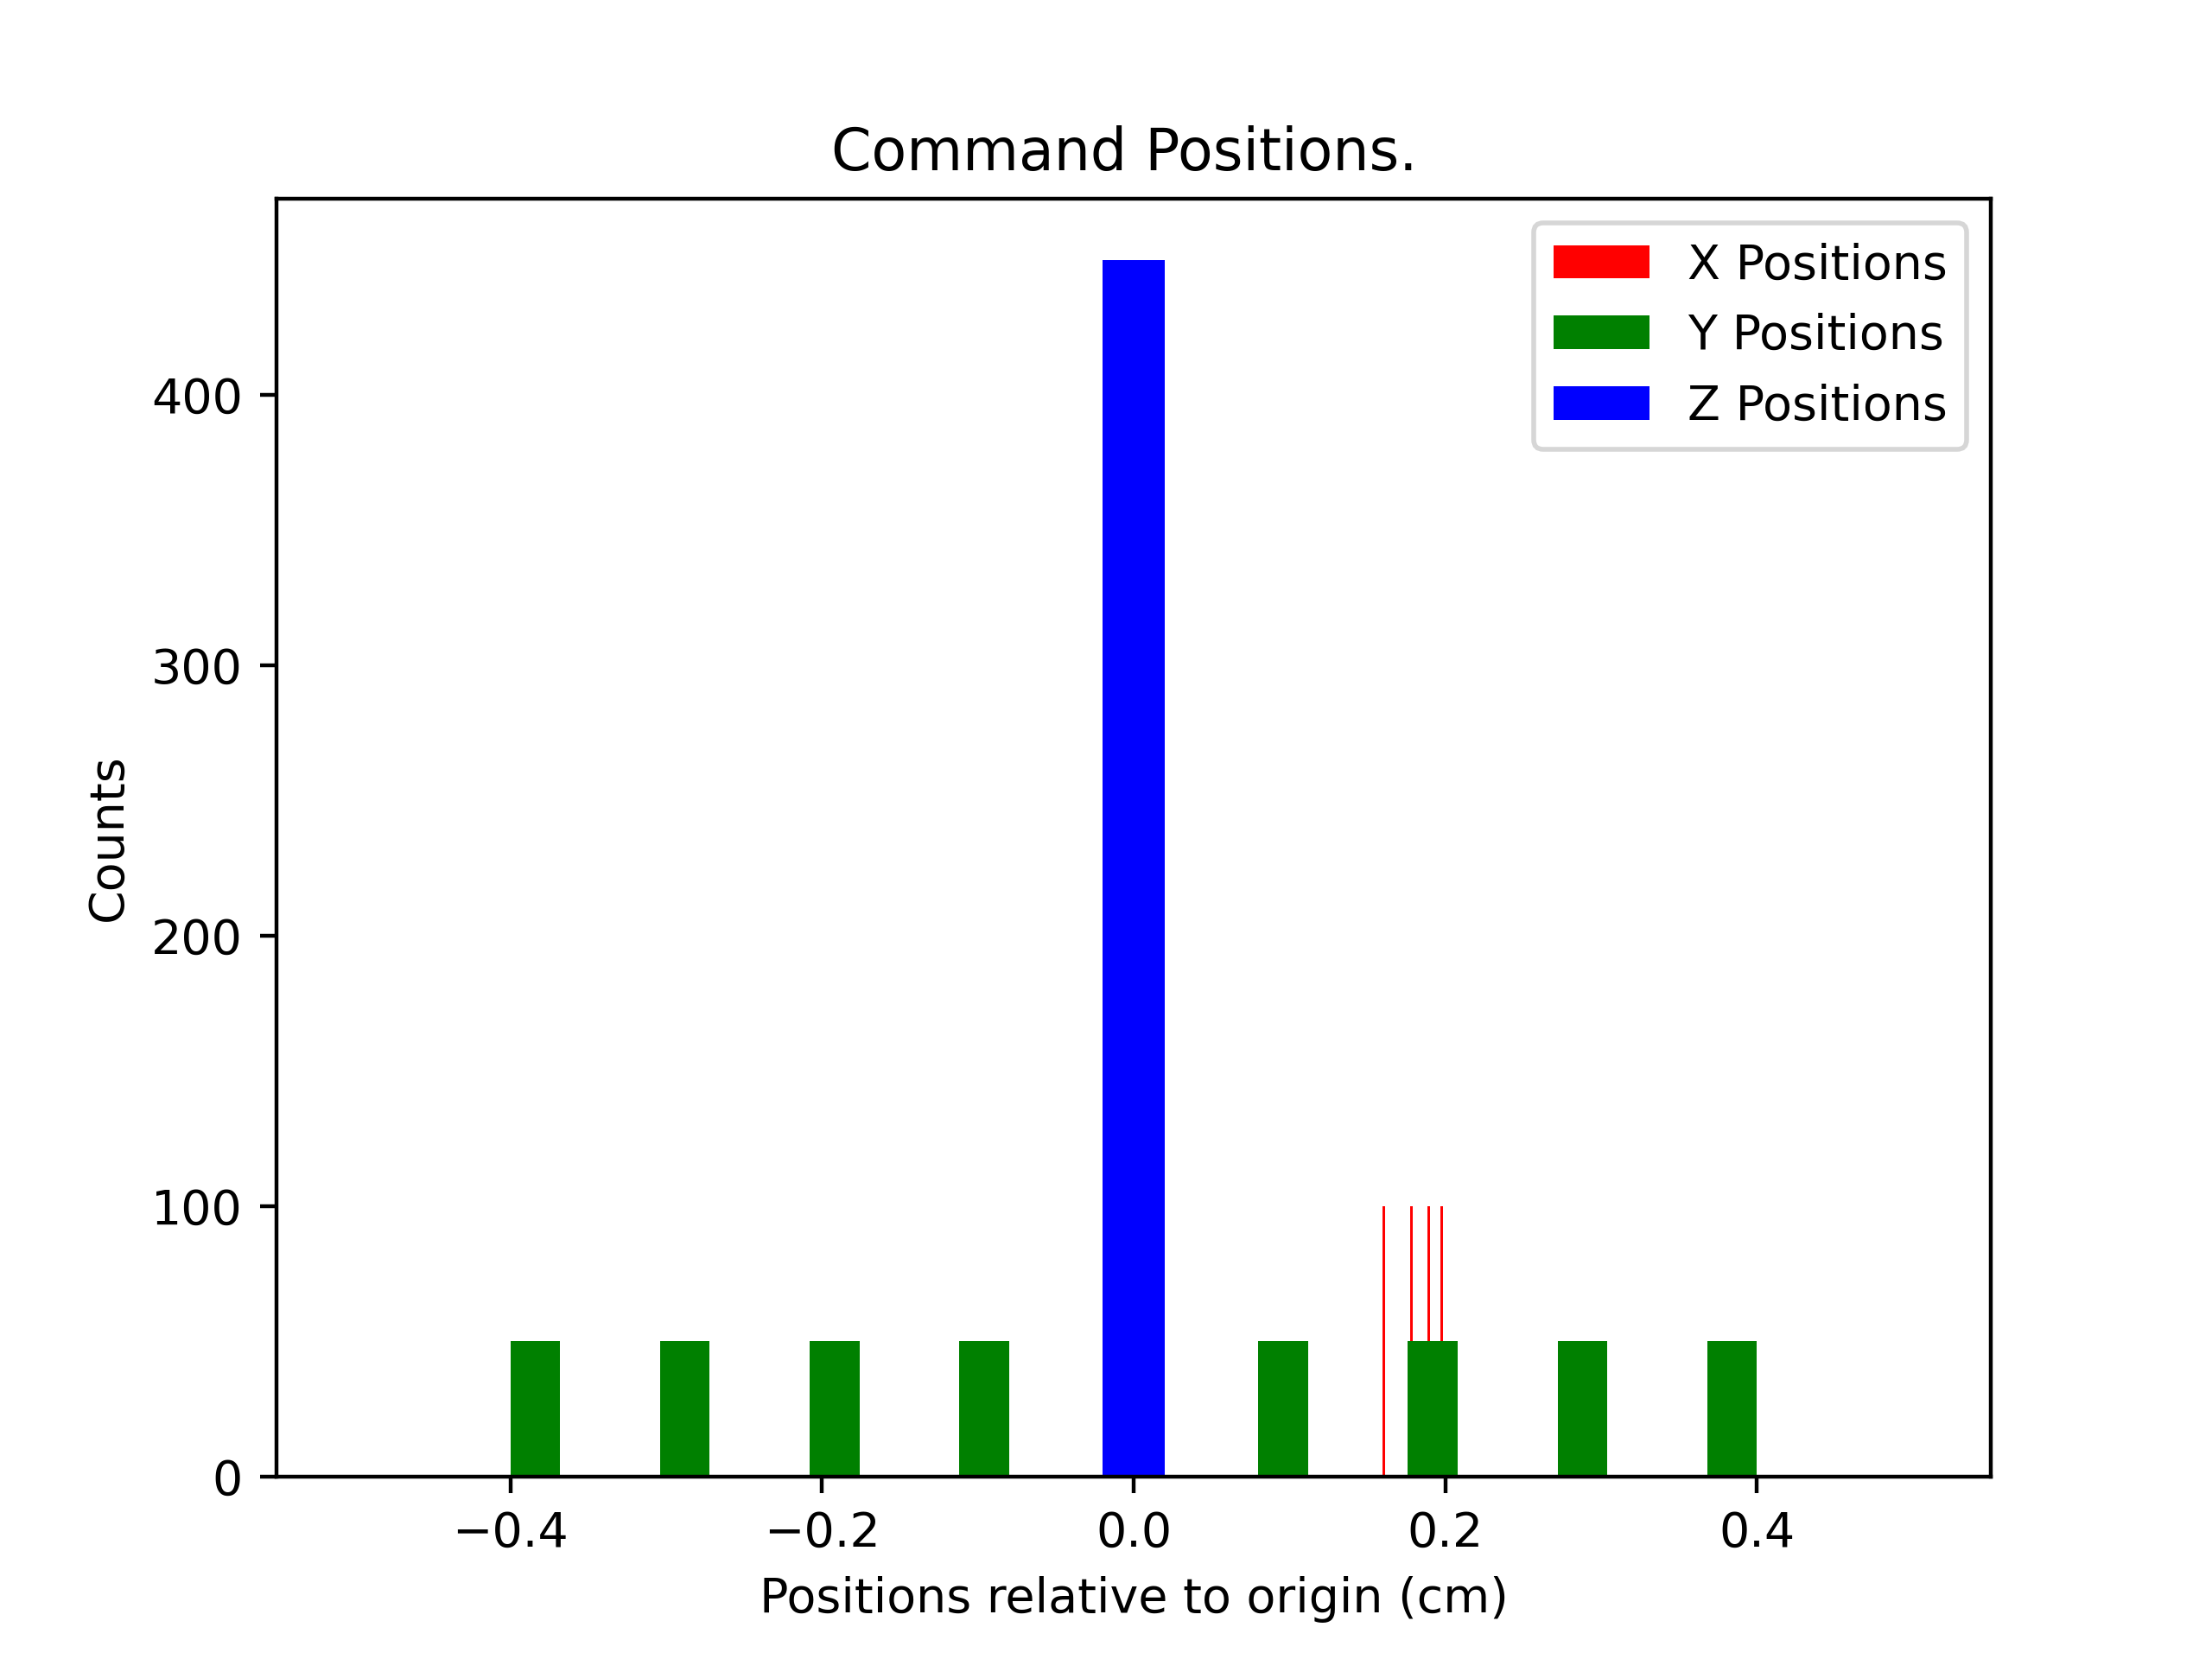 Command Positions.
X Positions
Y Positions
Z Positions
400
300
200
100
0
Counts
−0.4 −0.2 0.0 0.2 0.4
Positions relative to origin (cm)